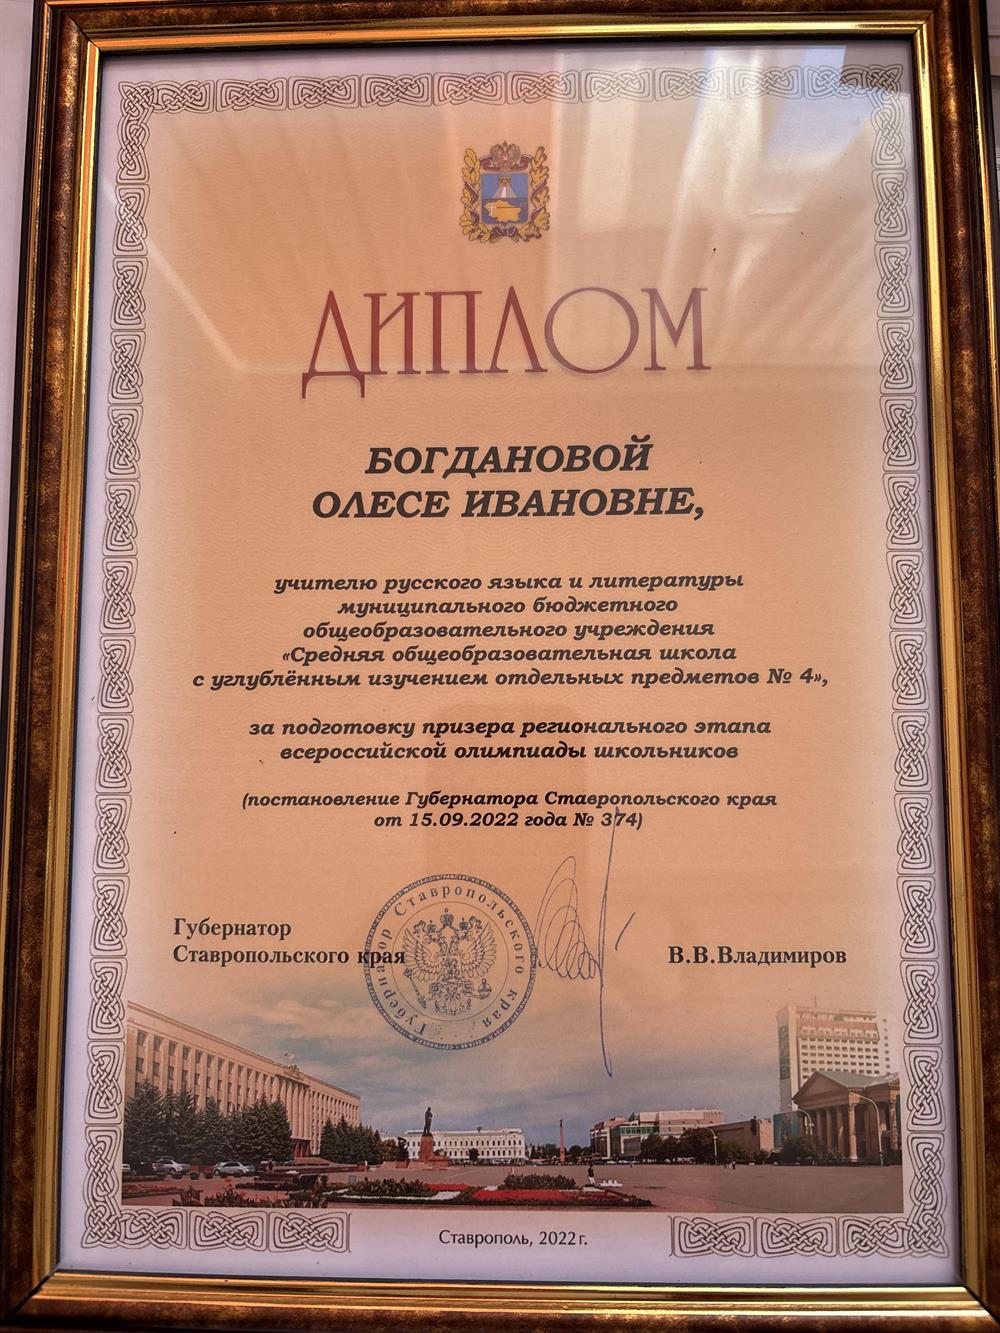 ДИПЛОМ
БОГДАНОВОЙ
ОЛЕСЕ ИВАНОВНЕ,
учителю русского языка и литературы
муниципального бюджетного
общеобразовательного учреждения
«Средняя общеобразовательная школа
с углублённым изучением отдельных предметов № 4»,
за подготовку призера регионального этапа
всероссийской олимпиады школьников
(постановление Губернатора Ставропольского края
от 15.09.2022 года № 374)
Губернатор
Ставропольского края
Губернатор Ставропольского края
В.В.Владимиров
Ставрополь, 2022 г.